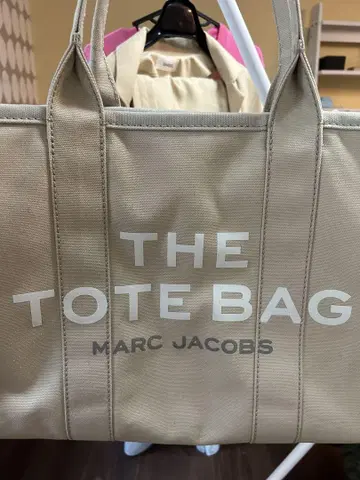 THE
TOTE BAG
MARC JACOBS